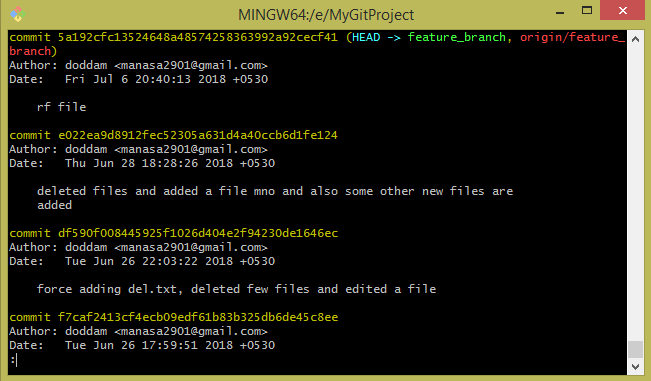 MINGW64:/e/MyGitProject
commit 5a192cfc13524648a48574258363992a92cecf41 (HEAD -> feature_branch, origin/feature_
branch)
Author: doddam <manasa2901@gmail.com>
Date:   Fri Jul 6 20:40:13 2018 +0530
rf file
commit e022ea9d8912fec52305a631d4a40ccb6d1fe124
Author: doddam <manasa2901@gmail.com>
Date:   Thu Jun 28 18:28:26 2018 +0530
deleted files and added a file mno and also some other new files are
added
commit df590f008445925f1026d404e2f94230de1646ec
Author: doddam <manasa2901@gmail.com>
Date:   Tue Jun 26 22:03:22 2018 +0530
force adding del.txt, deleted few files and edited a file
commit f7caf2413cf4ecb09edf61b83b325db6de45c8ee
Author: doddam <manasa2901@gmail.com>
Date:   Tue Jun 26 17:59:51 2018 +0530
: